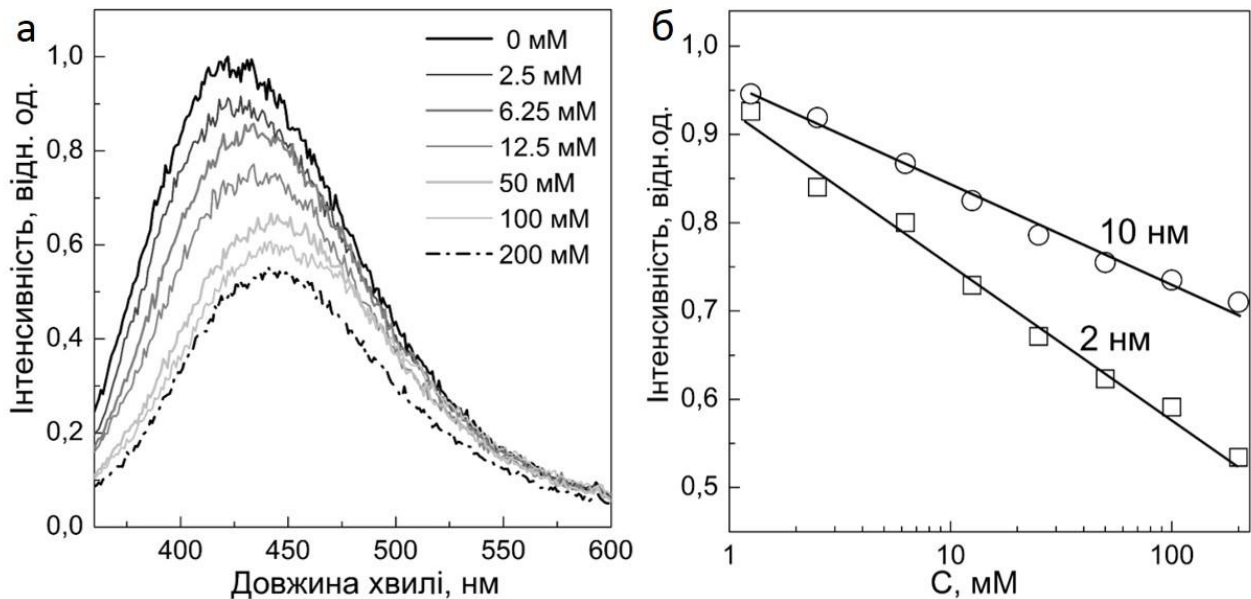 а
Інтенсивність, відн. од.
1,0
0,8
0,6
0,4
0,2
0,0
400
450
500
550
600
Довжина хвилі, нм
0 мМ
2.5 мМ
6.25 мМ
12.5 мМ
50 мМ
100 мМ
200 мМ
б
Інтенсивність, відн.од.
1,0
0,9
0,8
0,7
0,6
0,5
1
10
100
С, мМ
10 нм
2 нм